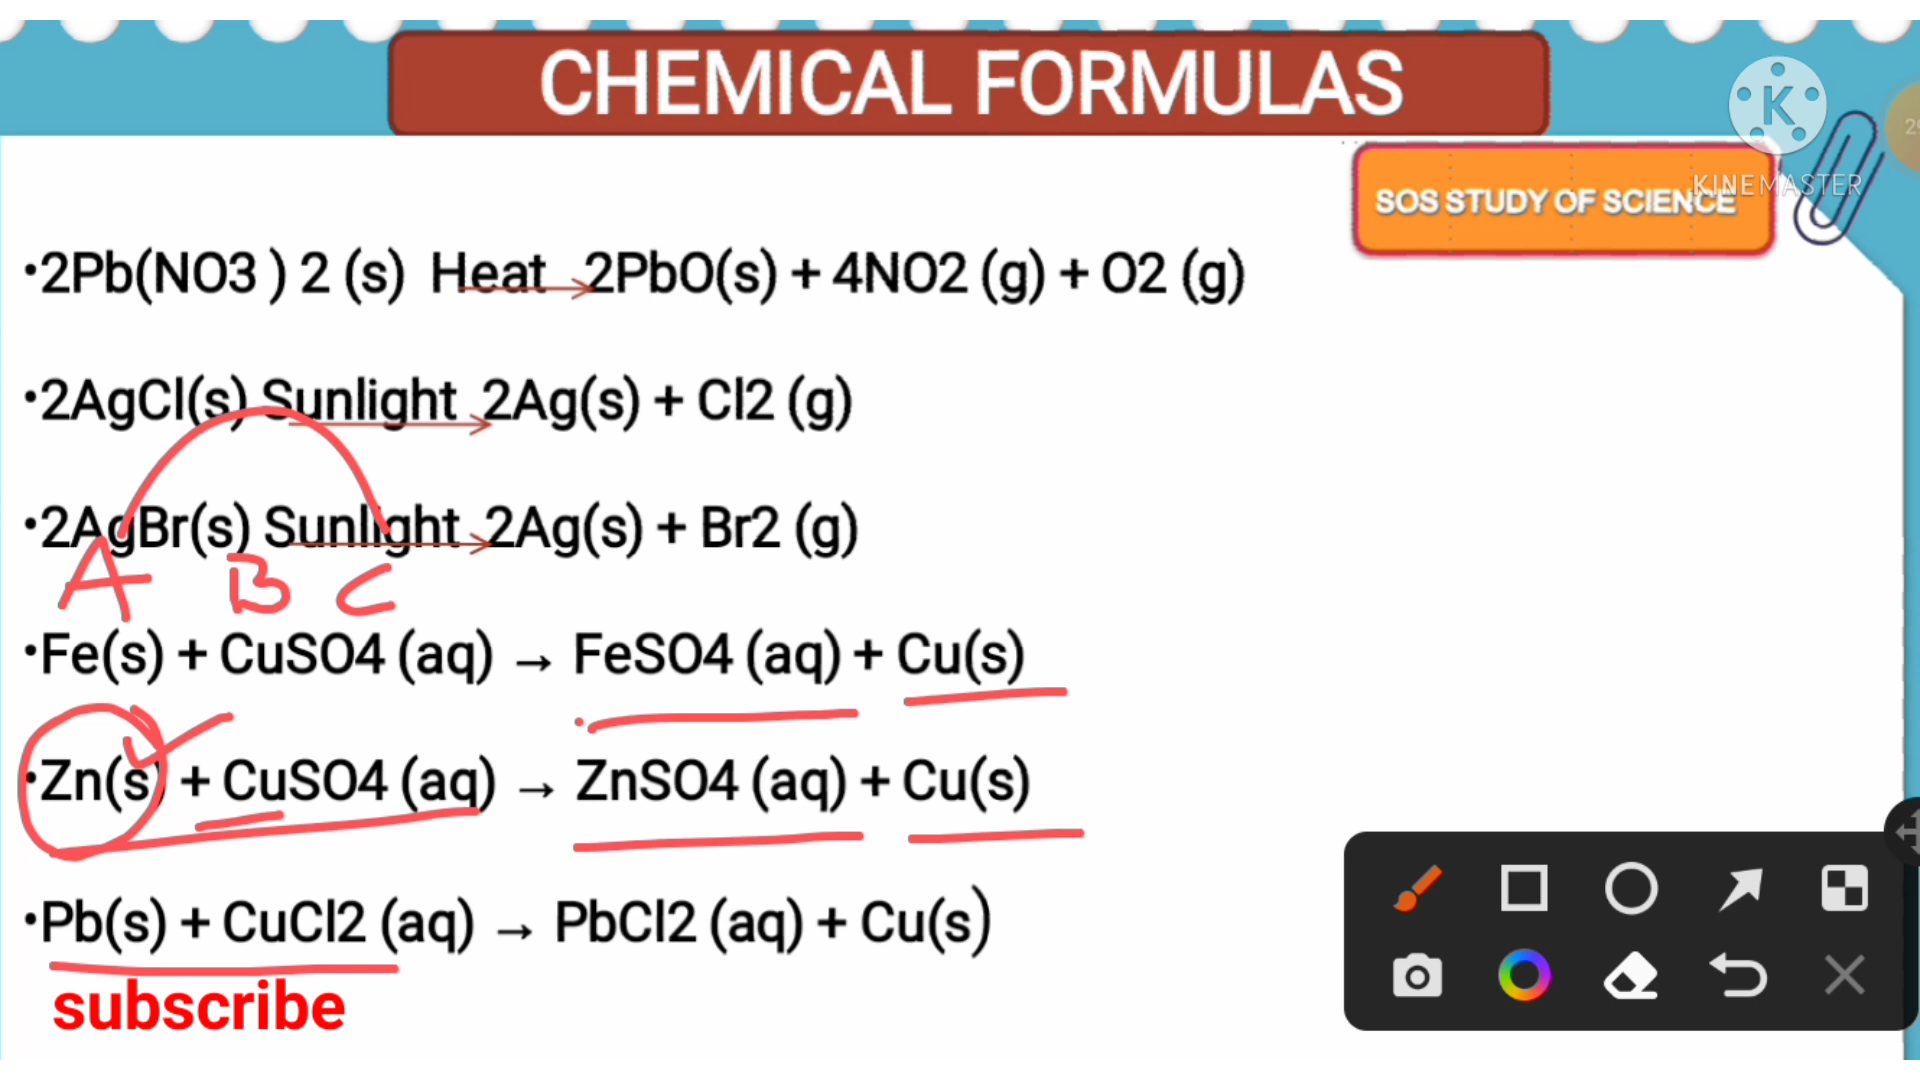 CHEMICAL FORMULAS
KINEMASTER
SOS STUDY OF SCIENCE
•2Pb(NO3 ) 2 (s) Heat 2PbO(s) + 4NO2 (g) + O2 (g)
•2AgCl(s) Sunlight 2Ag(s) + Cl2 (g)
•2AgBr(s) Sunlight 2Ag(s) + Br2 (g)
A B C
•Fe(s) + CuSO4 (aq) → FeSO4 (aq) + Cu(s)
•Zn(s) + CuSO4 (aq) → ZnSO4 (aq) + Cu(s)
•Pb(s) + CuCl2 (aq) → PbCl2 (aq) + Cu(s)
subscribe